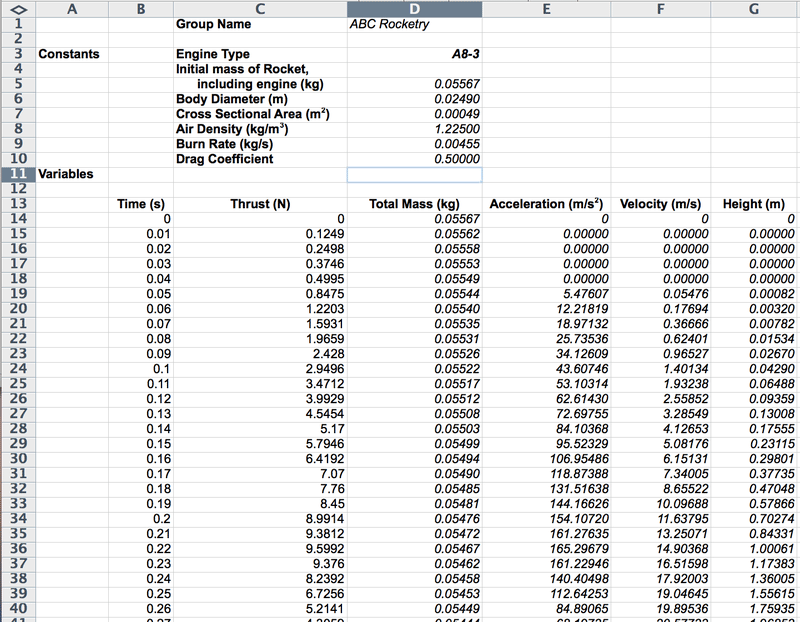 A B C D E F G
1 Group Name ABC Rocketry
2
3 Constants Engine Type A8-3
4 Initial mass of Rocket,
5 including engine (kg) 0.05567
6 Body Diameter (m) 0.02490
7 Cross Sectional Area (m²) 0.00049
8 Air Density (kg/m³) 1.22500
9 Burn Rate (kg/s) 0.00455
10 Drag Coefficient 0.50000
11 Variables
12
13 Time (s) Thrust (N) Total Mass (kg) Acceleration (m/s²) Velocity (m/s) Height (m)
14 0 0 0.05567 0 0 0
15 0.01 0.1249 0.05562 0.00000 0.00000 0.00000
16 0.02 0.2498 0.05558 0.00000 0.00000 0.00000
17 0.03 0.3746 0.05553 0.00000 0.00000 0.00000
18 0.04 0.4995 0.05549 0.00000 0.00000 0.00000
19 0.05 0.8475 0.05544 5.47607 0.05476 0.00082
20 0.06 1.2203 0.05540 12.21819 0.17694 0.00320
21 0.07 1.5931 0.05535 18.97132 0.36666 0.00782
22 0.08 1.9659 0.05531 25.73536 0.62401 0.01534
23 0.09 2.428 0.05526 34.12609 0.96527 0.02670
24 0.1 2.9496 0.05522 43.60746 1.40134 0.04290
25 0.11 3.4712 0.05517 53.10314 1.93238 0.06488
26 0.12 3.9929 0.05512 62.61430 2.55852 0.09359
27 0.13 4.5454 0.05508 72.69755 3.28549 0.13008
28 0.14 5.17 0.05503 84.10368 4.12653 0.17555
29 0.15 5.7946 0.05499 95.52329 5.08176 0.23115
30 0.16 6.4192 0.05494 106.95486 6.15131 0.29801
31 0.17 7.07 0.05490 118.87388 7.34005 0.37735
32 0.18 7.76 0.05485 131.51638 8.65522 0.47048
33 0.19 8.45 0.05481 144.16626 10.09688 0.57866
34 0.2 8.9914 0.05476 154.10720 11.63795 0.70274
35 0.21 9.3812 0.05472 161.27635 13.25071 0.84331
36 0.22 9.5992 0.05467 165.29679 14.90368 1.00061
37 0.23 9.376 0.05462 161.22946 16.51598 1.17383
38 0.24 8.2392 0.05458 140.40498 17.92003 1.36005
39 0.25 6.7256 0.05453 112.64253 19.04645 1.55615
40 0.26 5.2141 0.05449 84.89065 19.89536 1.75935